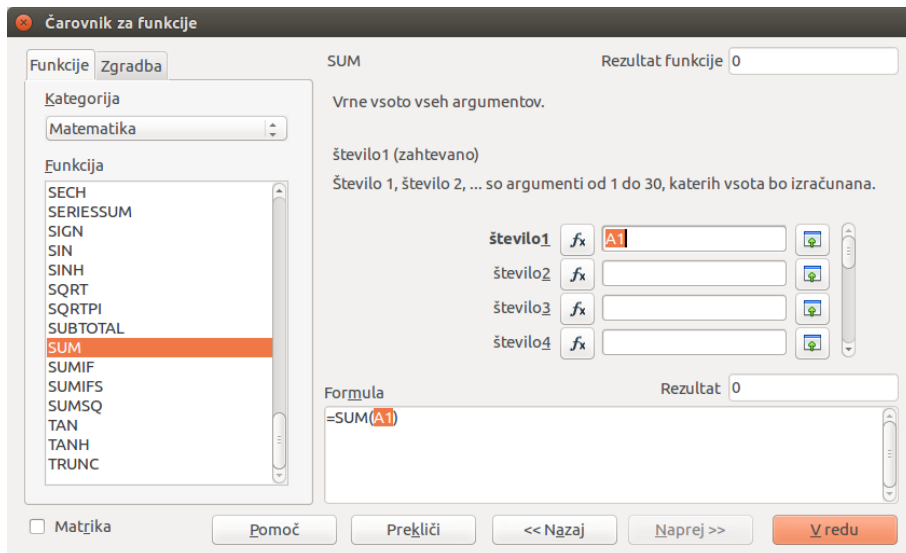 Čarovnik za funkcije
Funkcije Zgradba
Kategorija
Matematika
Funkcija
SECH
SERIESSUM
SIGN
SIN
SINH
SQRT
SQRTPI
SUBTOTAL
SUM
SUMIF
SUMIFS
SUMSQ
TAN
TANH
TRUNC
SUM Rezultat funkcije 0
Vrne vsoto vseh argumentov.
število1 (zahtevano)
Število 1, število 2, ... so argumenti od 1 do 30, katerih vsota bo izračunana.
število1 fx A1
število2 fx
število3 fx
število4 fx
Formula Rezultat 0
=SUM(A1)
Matrika Pomoč Prekliči << Nazaj Naprej >> V redu